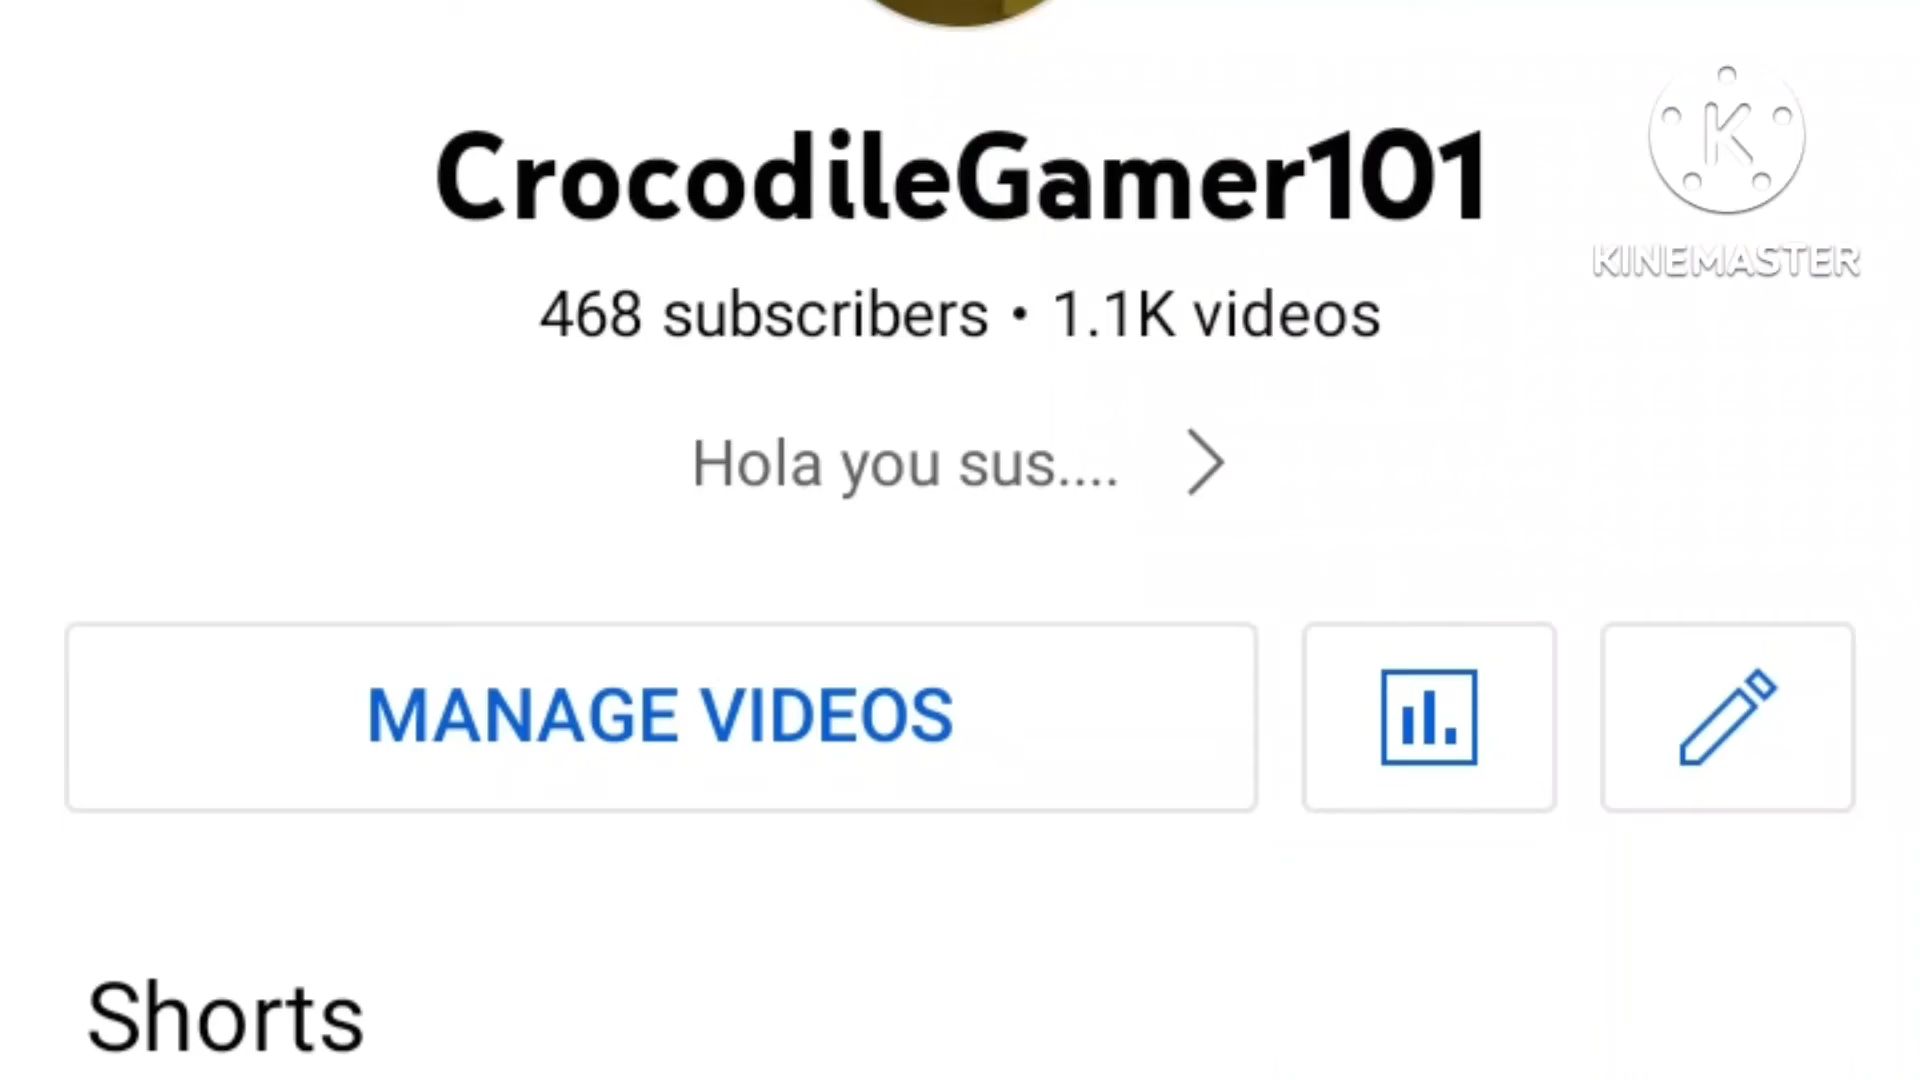 CrocodileGamer101
K
KINEMASTER
468 subscribers • 1.1K videos
Hola you sus....
MANAGE VIDEOS
Shorts